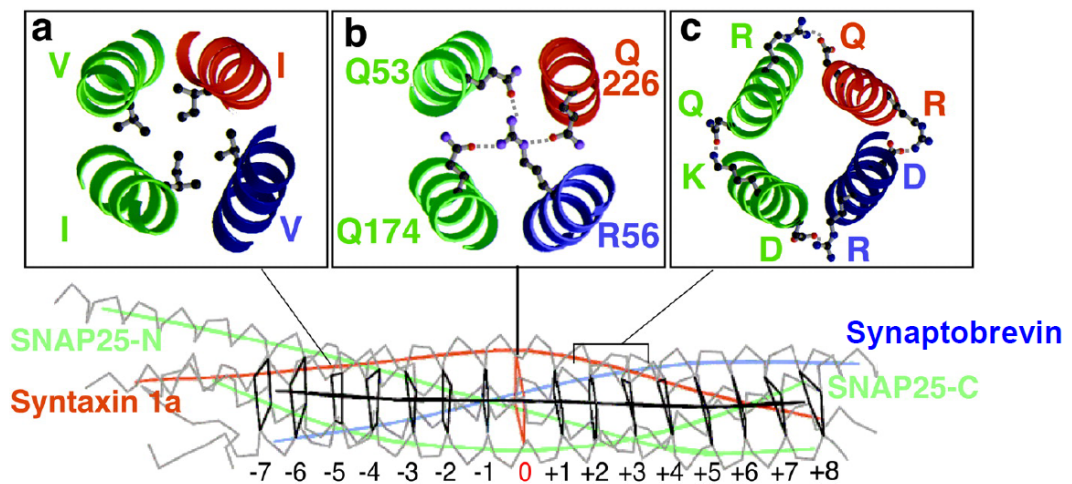 a
V I
I V
b
Q53 Q
226
Q174 R56
c
R Q
Q R
K D
D R
SNAP25-N
Synaptobrevin
Syntaxin 1a
SNAP25-C
-7 -6 -5 -4 -3 -2 -1 0 +1 +2 +3 +4 +5 +6 +7 +8